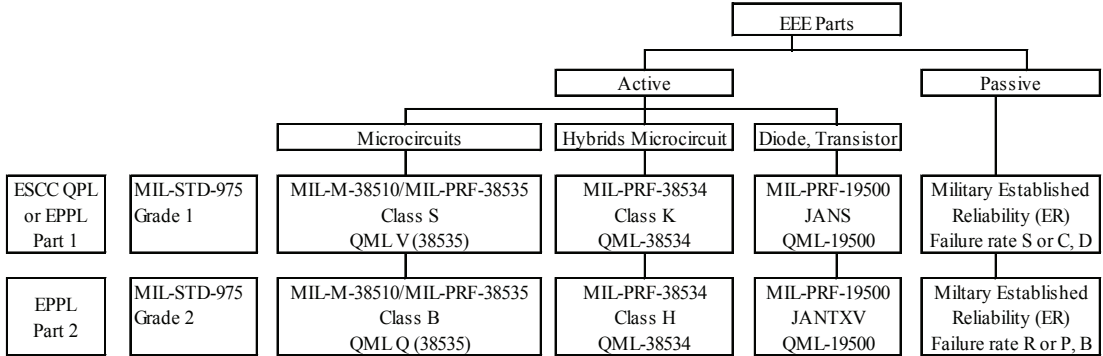 EEE Parts
Active
Passive
Microcircuits
Hybrids Microcircuit
Diode, Transistor
ESCC QPL
or EPPL
Part 1
MIL-STD-975
Grade 1
MIL-M-38510/MIL-PRF-38535
Class S
QML V (38535)
MIL-PRF-38534
Class K
QML-38534
MIL-PRF-19500
JANS
QML-19500
Military Established
Reliability (ER)
Failure rate S or C, D
EPPL
Part 2
MIL-STD-975
Grade 2
MIL-M-38510/MIL-PRF-38535
Class B
QML Q (38535)
MIL-PRF-38534
Class H
QML-38534
MIL-PRF-19500
JANTXV
QML-19500
Miltary Established
Reliability (ER)
Failure rate R or P, B